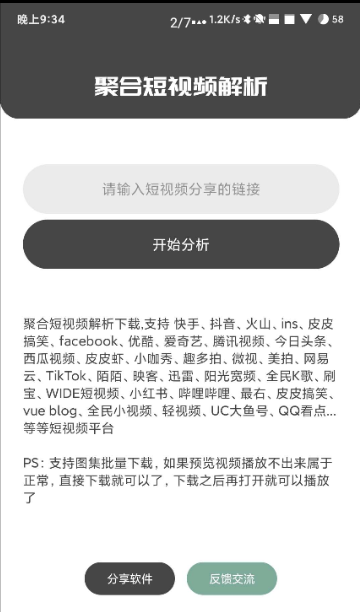 晚上9:34
2/7
1.2K/s
58
聚合短视频解析
请输入短视频分享的链接
开始分析
聚合短视频解析下载,支持 快手、抖音、火山、ins、皮皮
搞笑、facebook、优酷、爱奇艺、腾讯视频、今日头条、
西瓜视频、皮皮虾、小咖秀、趣多拍、微视、美拍、网易
云、TikTok、陌陌、映客、迅雷、阳光宽频、全民K歌、刷
宝、WIDE短视频、小红书、哔哩哔哩、最右、皮皮搞笑、
vue blog、全民小视频、轻视频、UC大鱼号、QQ看点...
等等短视频平台
PS: 支持图集批量下载, 如果预览视频播放不出来属于
正常, 直接下载就可以了, 下载之后再打开就可以播放
了
分享软件
反馈交流